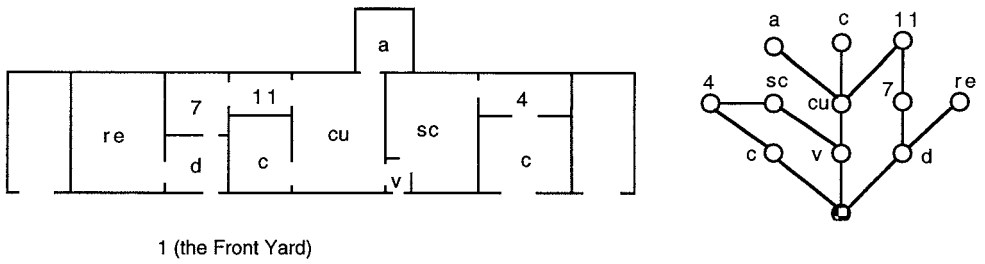 a
7 11 4
re cu sc
d c v c
1 (the Front Yard)
a c 11
4 sc cu 7 re
c v d